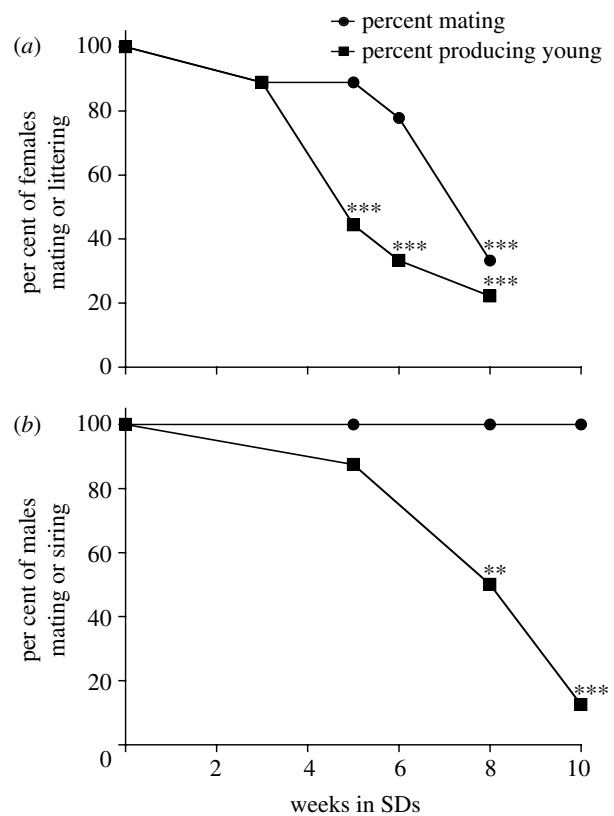 percent mating
percent producing young
(a)
per cent of females
mating or littering
100
80
60
40
20
0
***
***
***
***
(b)
per cent of males
mating or siring
100
80
60
40
20
0
**
***
2 4 6 8 10
weeks in SDs